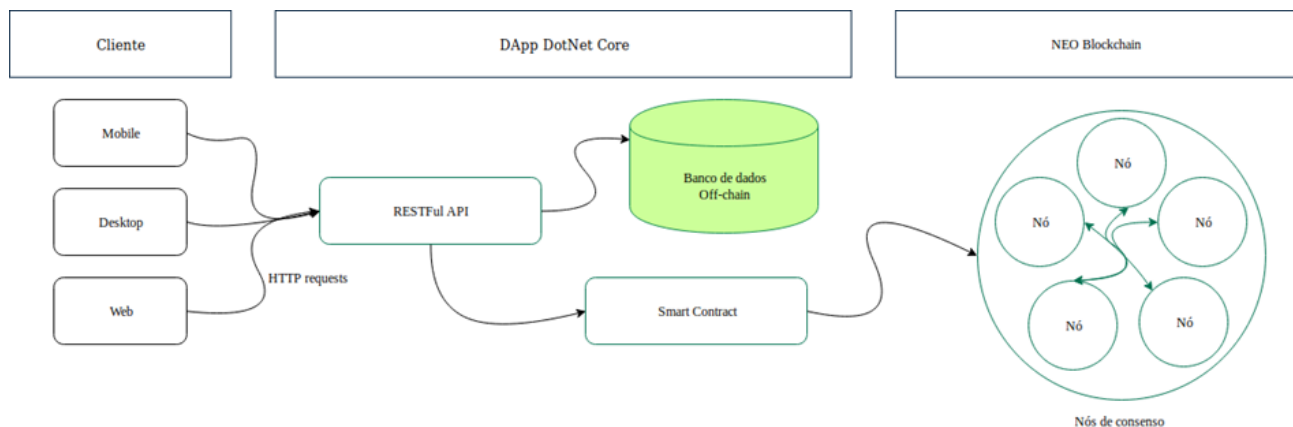 Cliente
DApp DotNet Core
NEO Blockchain
Mobile
Desktop
Web
HTTP requests
RESTFul API
Banco de dados
Off-chain
Smart Contract
Nó
Nó
Nó
Nó
Nó
Nós de consenso